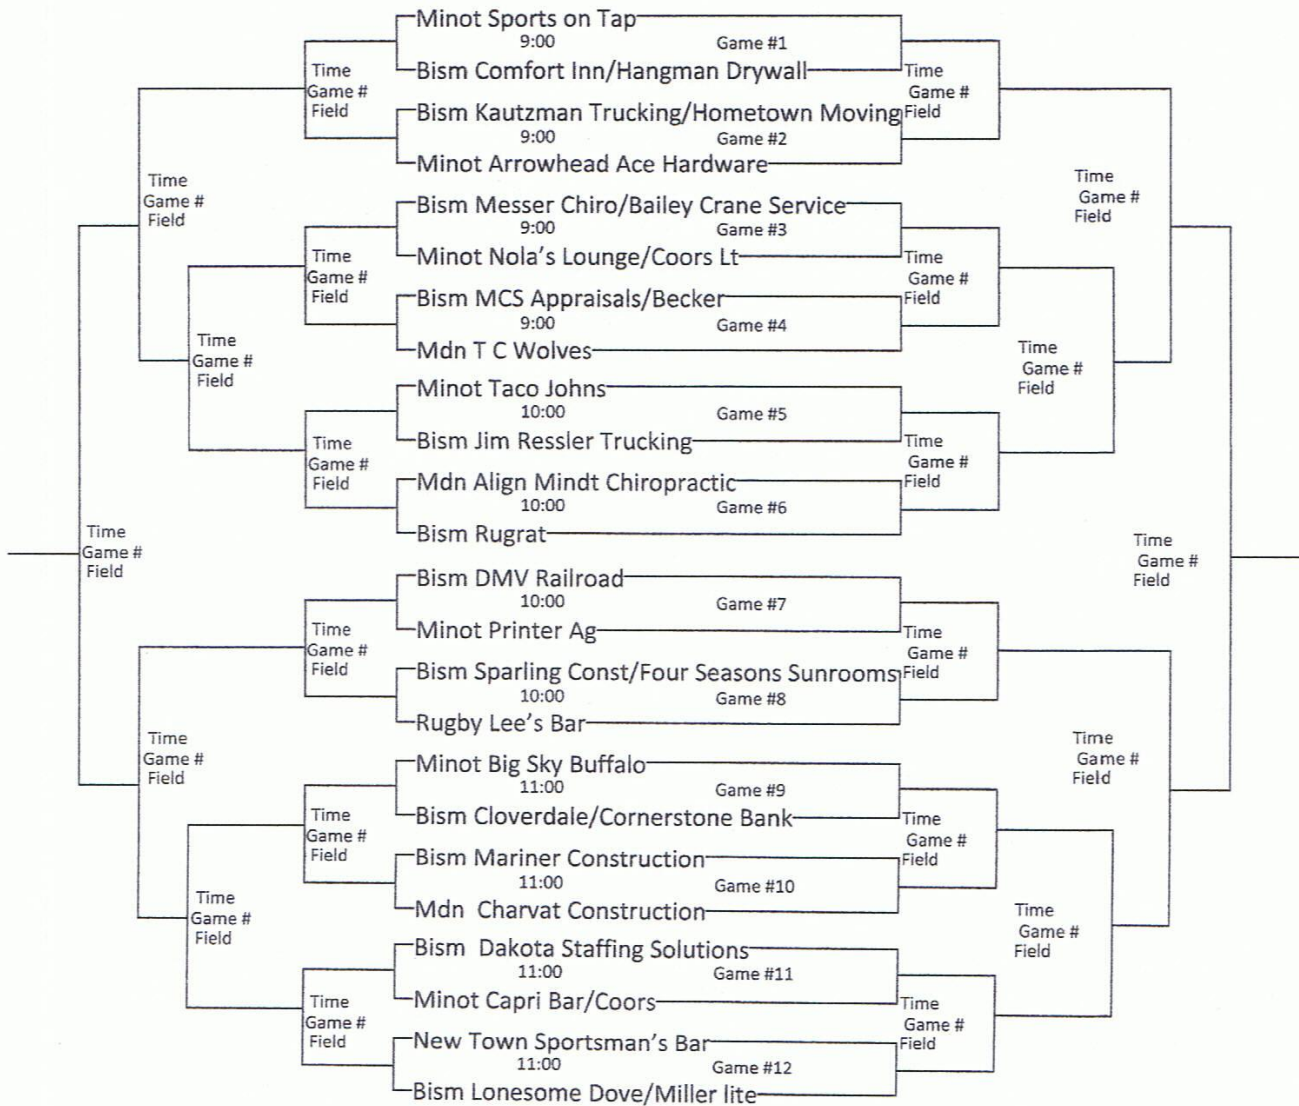 Minot Sports on Tap
9:00 Game #1
Bism Comfort Inn/Hangman Drywall
Time
Game #
Field
Time
Game #
Field
Bism Kautzman Trucking/Hometown Moving
9:00 Game #2
Minot Arrowhead Ace Hardware
Time
Game #
Field
Time
Game #
Field
Bism Messer Chiro/Bailey Crane Service
9:00 Game #3
Minot Nola's Lounge/Coors Lt
Time
Game #
Field
Time
Game #
Field
Bism MCS Appraisals/Becker
9:00 Game #4
Mdn T C Wolves
Time
Game #
Field
Time
Game #
Field
Minot Taco Johns
10:00 Game #5
Bism Jim Ressler Trucking
Time
Game #
Field
Time
Game #
Field
Mdn Align Mindt Chiropractic
10:00 Game #6
Bism Rugrat
Time
Game #
Field
Time
Game #
Field
Bism DMV Railroad
10:00 Game #7
Minot Printer Ag
Time
Game #
Field
Time
Game #
Field
Bism Sparling Const/Four Seasons Sunrooms
10:00 Game #8
Rugby Lee's Bar
Time
Game #
Field
Time
Game #
Field
Minot Big Sky Buffalo
11:00 Game #9
Bism Cloverdale/Cornerstone Bank
Time
Game #
Field
Time
Game #
Field
Bism Mariner Construction
11:00 Game #10
Mdn Charvat Construction
Time
Game #
Field
Time
Game #
Field
Bism Dakota Staffing Solutions
11:00 Game #11
Minot Capri Bar/Coors
Time
Game #
Field
Time
Game #
Field
New Town Sportsman's Bar
11:00 Game #12
Bism Lonesome Dove/Miller lite